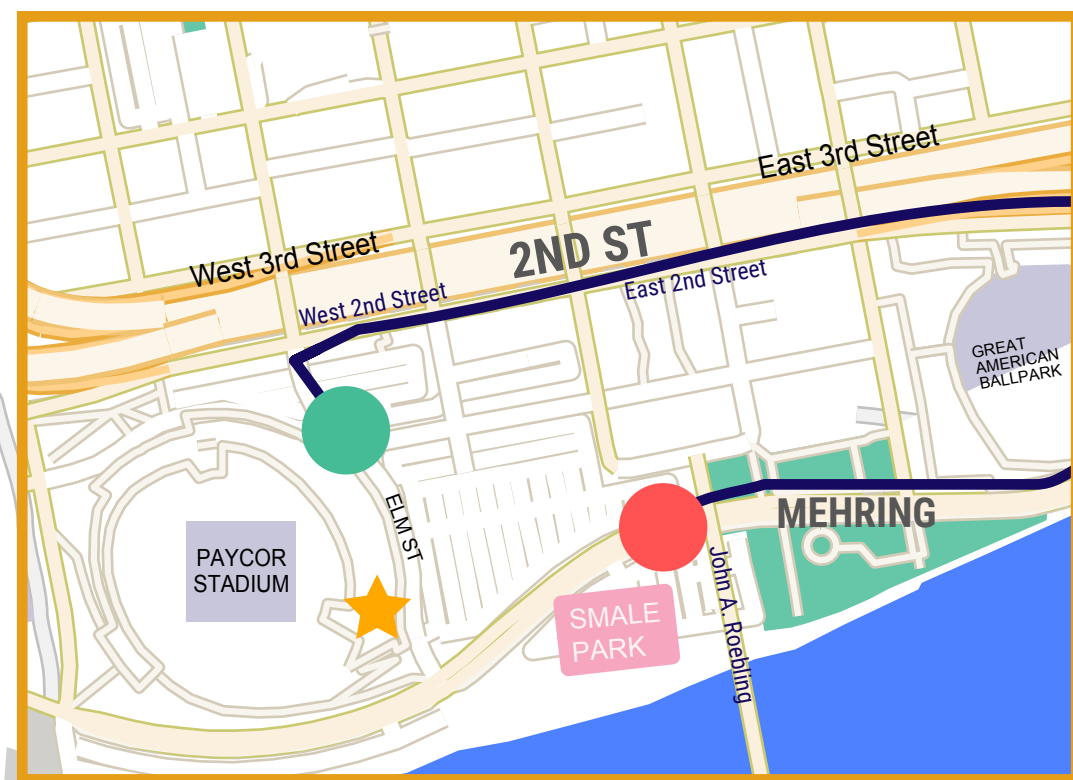 East 3rd Street
West 3rd Street
2ND ST
East 2nd Street
West 2nd Street
GREAT
AMERICAN
BALLPARK
ELM ST
MEHRING
PAYCOR
STADIUM
John A. Roebling
SMALE
PARK